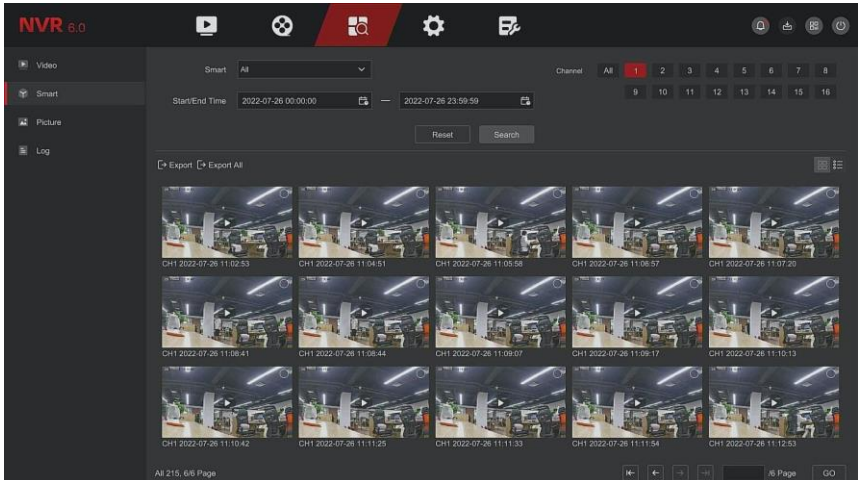 NVR 6.0
Video
Smart
Picture
Log
Smart All
Channel All 1 2 3 4 5 6 7 8
9 10 11 12 13 14 15 16
Start/End Time 2022-07-26 00:00:00 — 2022-07-26 23:59:59
Reset Search
Export Export All
CH1 2022-07-26 11:02:53 CH1 2022-07-26 11:04:51 CH1 2022-07-26 11:05:58 CH1 2022-07-26 11:06:57 CH1 2022-07-26 11:07:20
CH1 2022-07-26 11:08:41 CH1 2022-07-26 11:08:44 CH1 2022-07-26 11:09:07 CH1 2022-07-26 11:09:17 CH1 2022-07-26 11:10:13
CH1 2022-07-26 11:10:42 CH1 2022-07-26 11:11:25 CH1 2022-07-26 11:11:33 CH1 2022-07-26 11:11:54 CH1 2022-07-26 11:12:53
All 215, 6/6 Page /6 Page GO